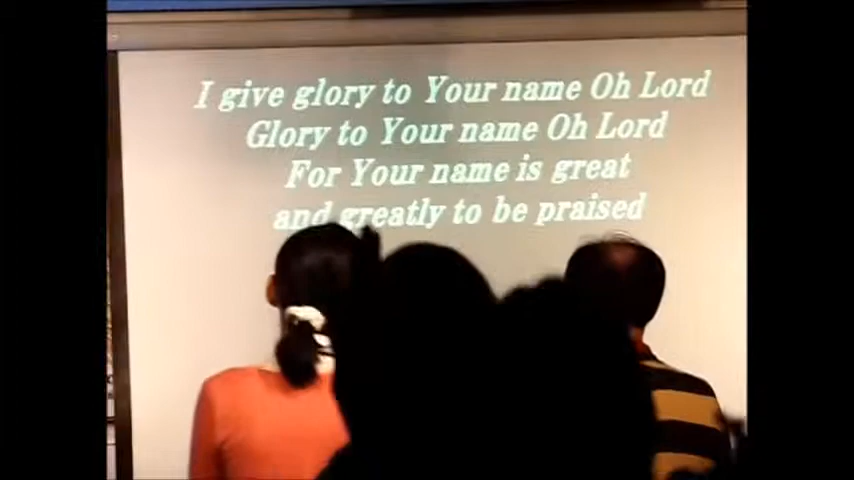 I give glory to Your name Oh Lord
Glory to Your name Oh Lord
For Your name is great
and greatly to be praised